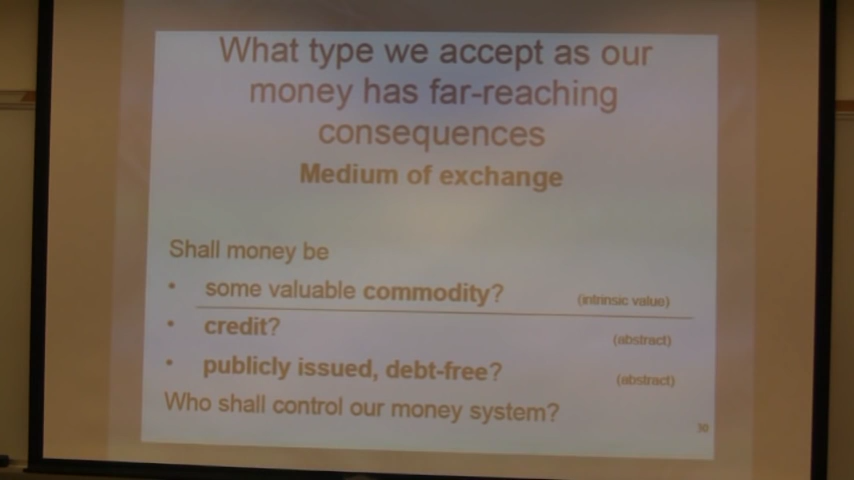 What type we accept as our
money has far-reaching
consequences
Medium of exchange
Shall money be
• some valuable commodity? (intrinsic value)
• credit? (abstract)
• publicly issued, debt-free? (abstract)
Who shall control our money system?
30